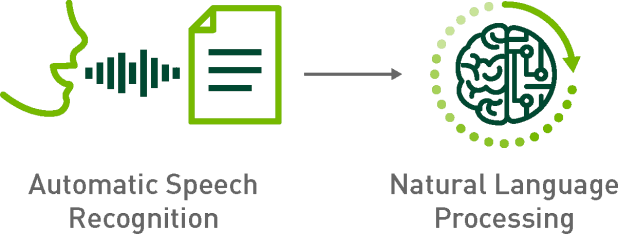 Automatic Speech
Recognition
Natural Language
Processing